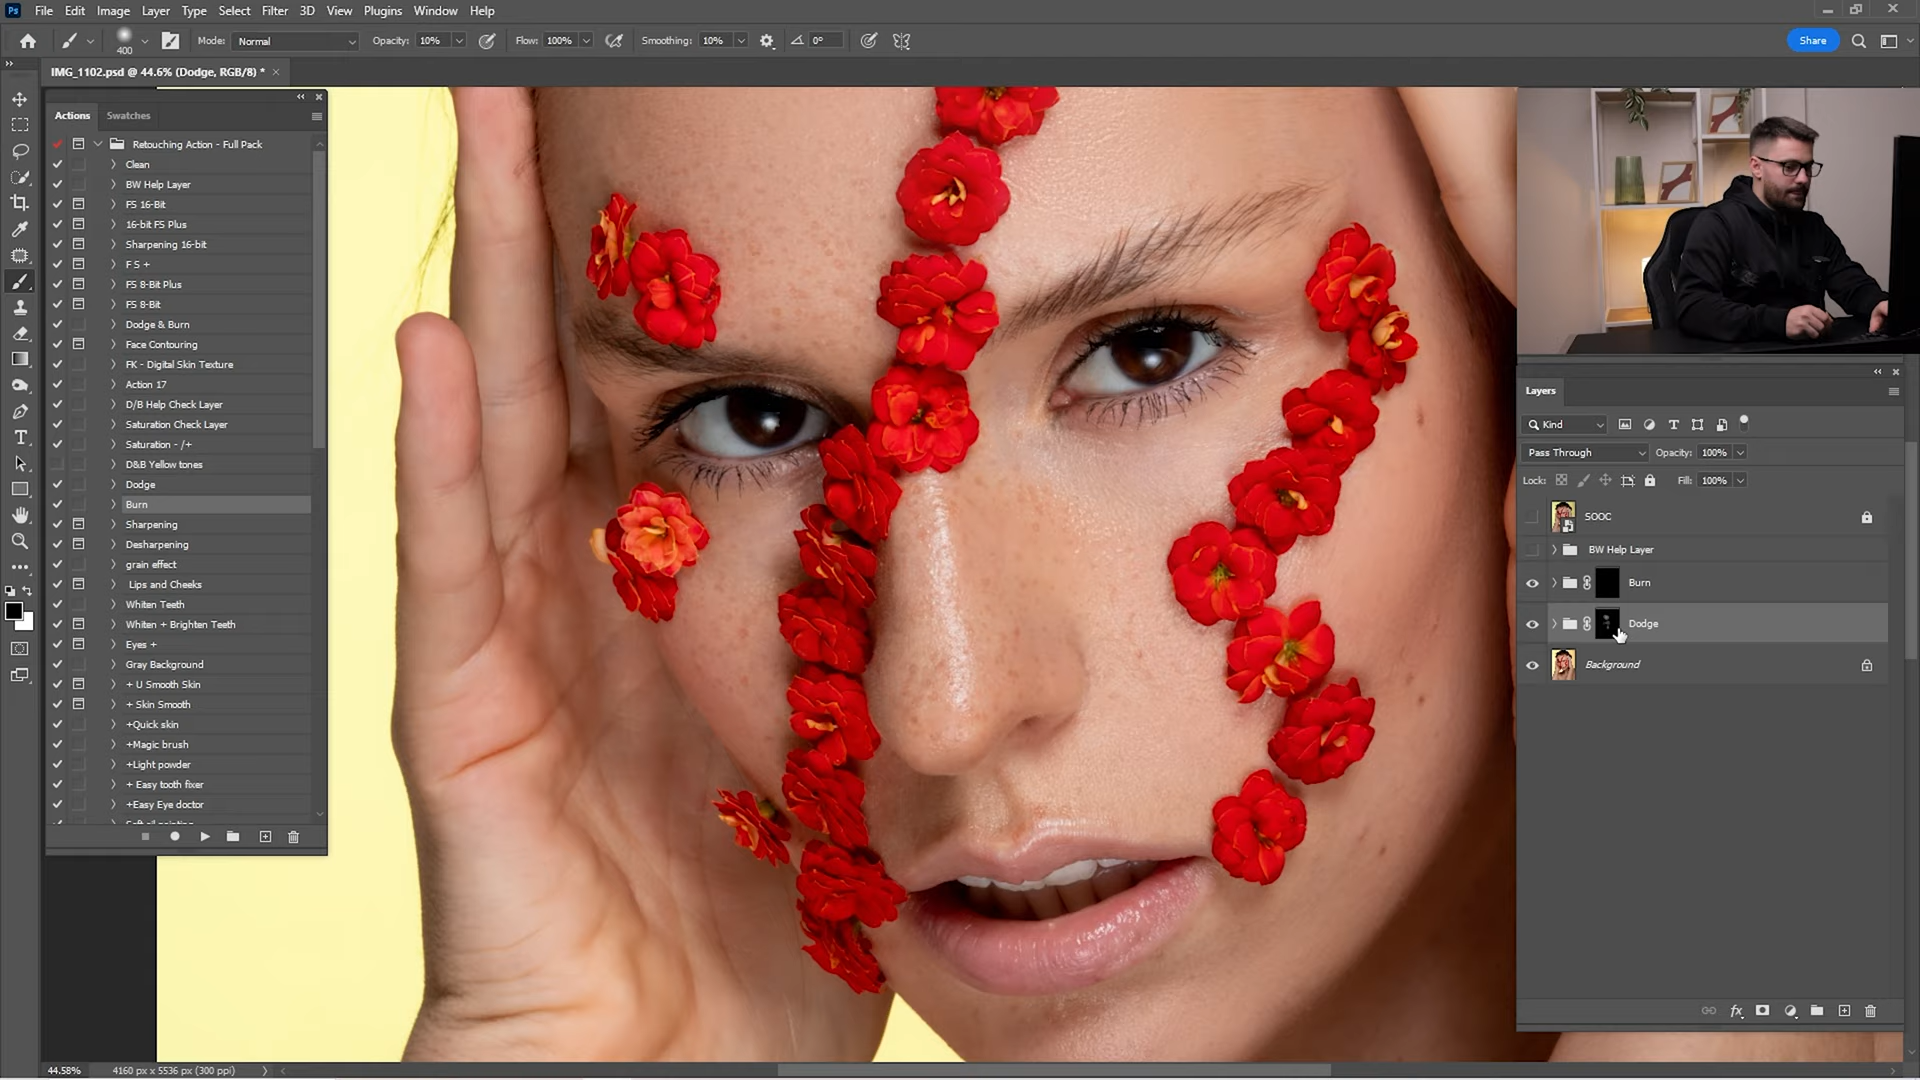 Ps File Edit Image Layer Type Select Filter 3D View Plugins Window Help
400 Mode: Normal Opacity: 10% Flow: 100% Smoothing: 10% 0° Share
IMG_1102.psd @ 44.6% (Dodge, RGB/8) * ×
Actions Swatches
Retouching Action - Full Pack
Clean
BW Help Layer
FS 16-Bit
16-bit FS Plus
Sharpening 16-bit
F S +
FS 8-Bit Plus
FS 8-Bit
Dodge & Burn
Face Contouring
FK - Digital Skin Texture
Action 17
D/B Help Check Layer
Saturation Check Layer
Saturation - /+
D&B Yellow tones
Dodge
Burn
Sharpening
Desharpening
grain effect
Lips and Cheeks
Whiten Teeth
Whiten + Brighten Teeth
Eyes +
Gray Background
+ U Smooth Skin
+ Skin Smooth
+Quick skin
+Magic brush
+Light powder
+ Easy tooth fixer
+Easy Eye doctor
Layers
Kind
Pass Through Opacity: 100%
Lock: Fill: 100%
SOOC
BW Help Layer
Burn
Dodge
Background
fx
44.58% 4160 px x 5536 px (300 ppi)